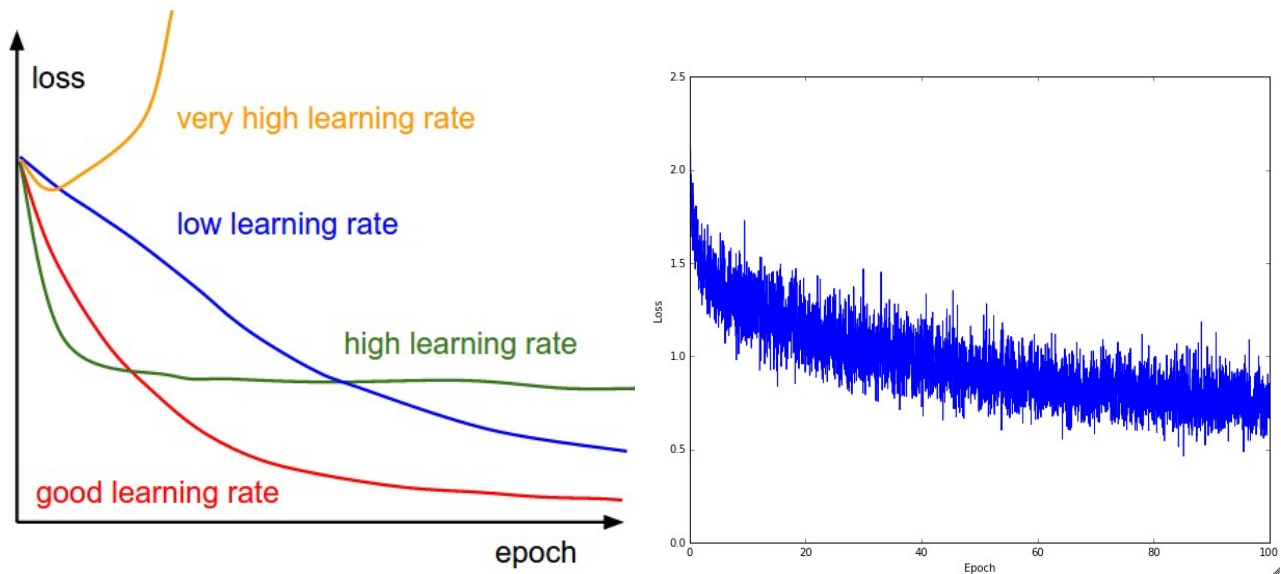 loss
very high learning rate
low learning rate
high learning rate
good learning rate
epoch
2.5
2.0
1.5
1.0
0.5
0.0
Loss
0
20
40
60
80
100
Epoch